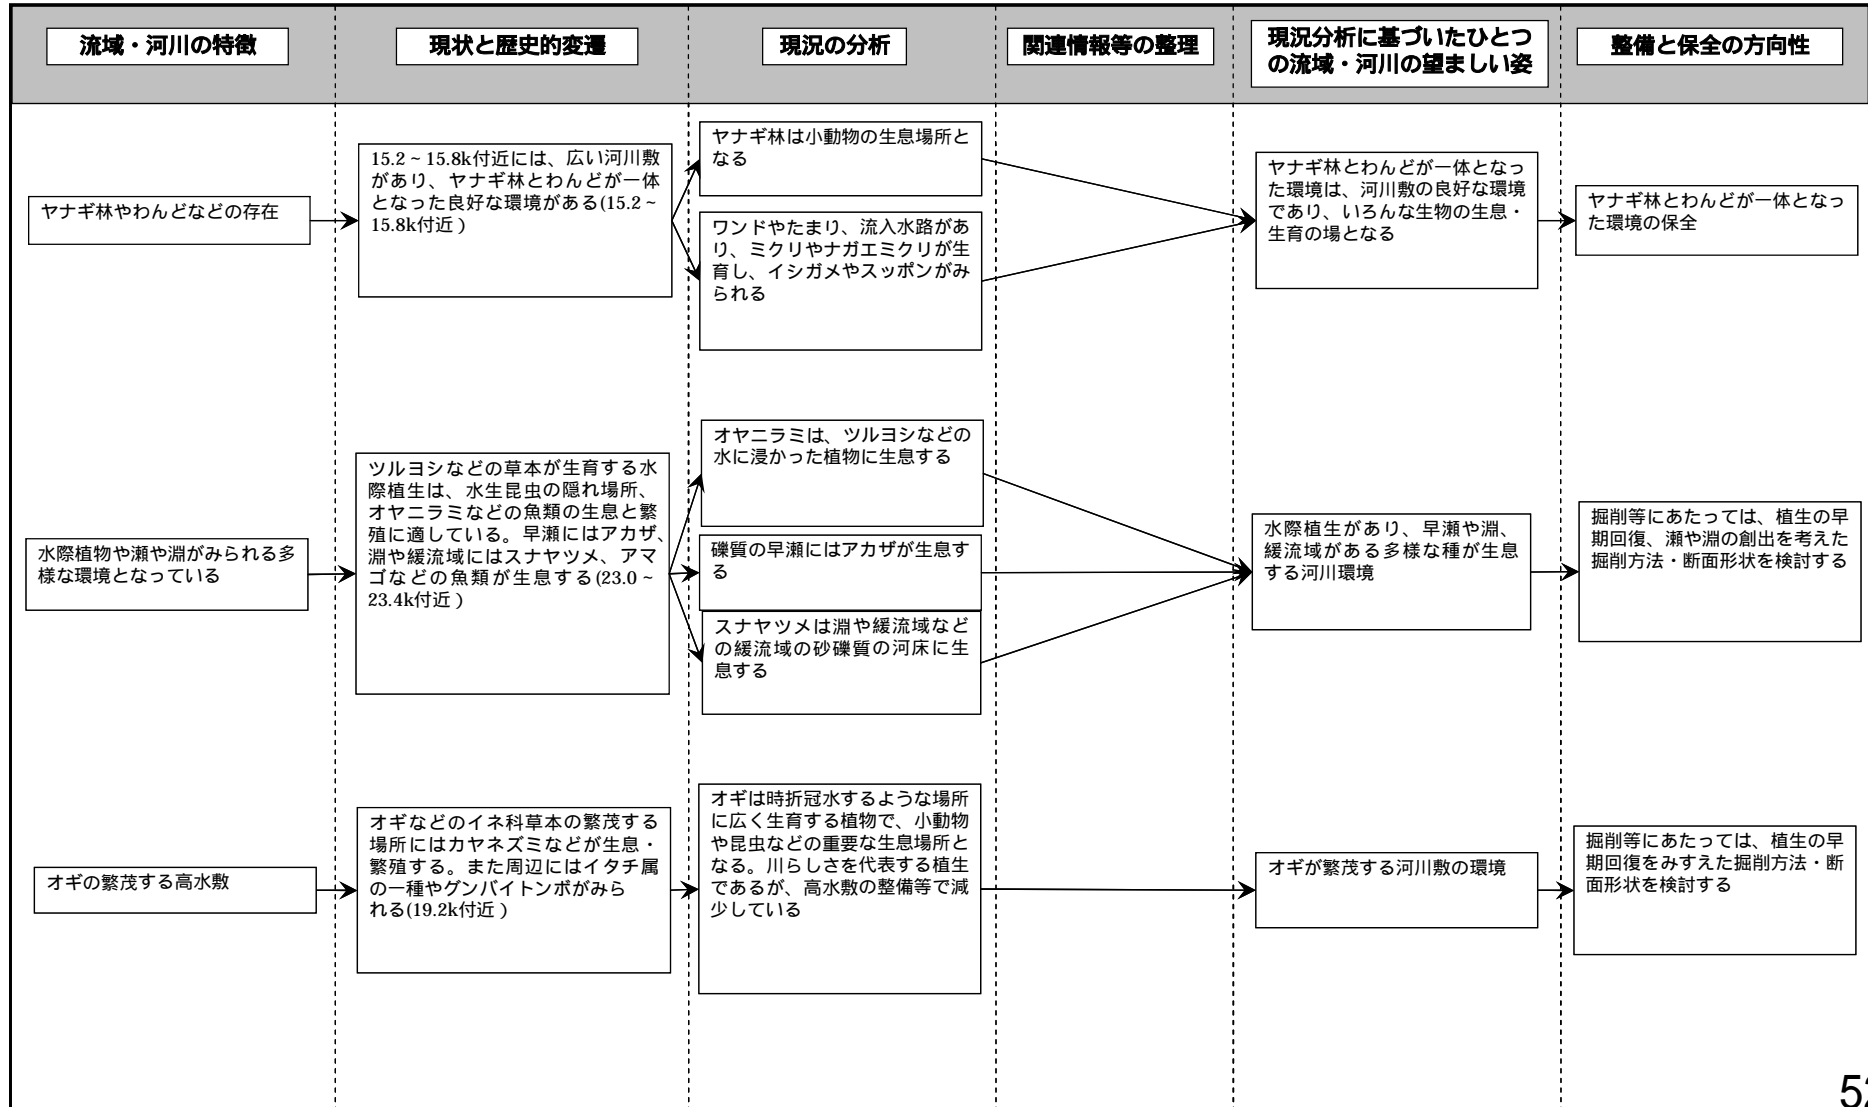 流域・河川の特徴
現状と歴史的変遷
現況の分析
関連情報等の整理
現況分析に基づいたひとつ
の流域・河川の望ましい姿
整備と保全の方向性
ヤナギ林やわんどなどの存在
15.2～15.8k付近には、広い河川敷
があり、ヤナギ林とわんどが一体
となった良好な環境がある(15.2～
15.8k付近)
ヤナギ林は小動物の生息場所と
なる
ワンドやたまり、流入水路があ
り、ミクリやナガエミクリが生
育し、イシガメやスッポンがみ
られる
ヤナギ林とわんどが一体となっ
た環境は、河川敷の良好な環境
であり、いろんな生物の生息・
生育の場となる
ヤナギ林とわんどが一体となっ
た環境の保全
水際植物や瀬や淵がみられる多
様な環境となっている
ツルヨシなどの草本が生育する水
際植生は、水生昆虫の隠れ場所、
オヤニラミなどの魚類の生息と繁
殖に適している。早瀬にはアカザ、
淵や緩流域にはスナヤツメ、アマ
ゴなどの魚類が生息する(23.0～
23.4k付近)
オヤニラミは、ツルヨシなどの
水に浸かった植物に生息する
礫質の早瀬にはアカザが生息す
る
スナヤツメは淵や緩流域など
の緩流域の砂礫質の河床に生
息する
水際植生があり、早瀬や淵、
緩流域がある多様な種が生息
する河川環境
掘削等にあたっては、植生の早
期回復、瀬や淵の創出を考えた
掘削方法・断面形状を検討する
オギの繁茂する高水敷
オギなどのイネ科草本の繁茂する
場所にはカヤネズミなどが生息・
繁殖する。また周辺にはイタチ属
の一種やグンバイトンボがみら
れる(19.2k付近)
オギは時折冠水するような場所
に広く生育する植物で、小動物
や昆虫などの重要な生息場所と
なる。川らしさを代表する植生
であるが、高水敷の整備等で減
少している
オギが繁茂する河川敷の環境
掘削等にあたっては、植生の早
期回復をみすえた掘削方法・断
面形状を検討する
52